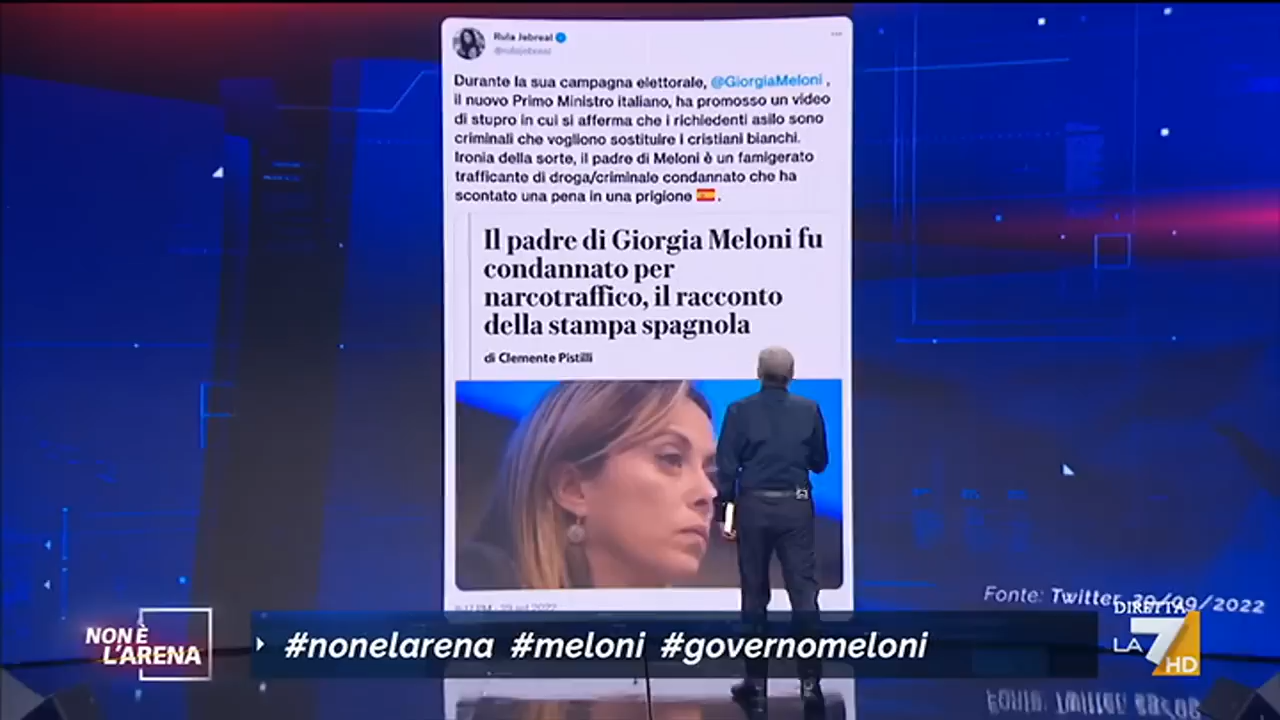 Rula Jebreal
@rulajebreal
Durante la sua campagna elettorale, @GiorgiaMeloni ,
il nuovo Primo Ministro italiano, ha promosso un video
di stupro in cui si afferma che i richiedenti asilo sono
criminali che vogliono sostituire i cristiani bianchi.
Ironia della sorte, il padre di Meloni è un famigerato
trafficante di droga/criminale condannato che ha
scontato una pena in una prigione 🇪🇸 .
Il padre di Giorgia Meloni fu
condannato per
narcotraffico, il racconto
della stampa spagnola
di Clemente Pistilli
Fonte: Twitter 29/09/2022
DIRETTA
LA 7 HD
NON È
L'ARENA
#nonelarena #meloni #governomeloni